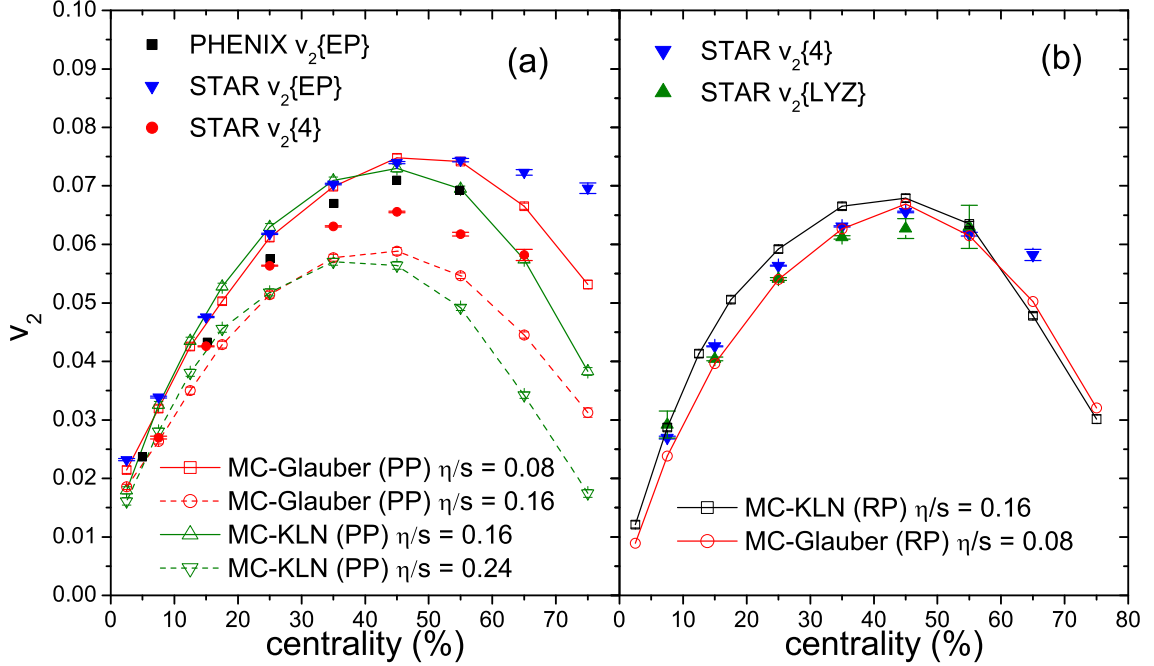 PHENIX v2{EP}
STAR v2{EP}
STAR v2{4}
(a)
STAR v2{4}
STAR v2{LYZ}
(b)
0.10
0.09
0.08
0.07
0.06
0.05
0.04
0.03
0.02
0.01
0.00
v2
MC-Glauber (PP) η/s = 0.08
MC-Glauber (PP) η/s = 0.16
MC-KLN (PP) η/s = 0.16
MC-KLN (PP) η/s = 0.24
MC-KLN (RP) η/s = 0.16
MC-Glauber (RP) η/s = 0.08
0 10 20 30 40 50 60 70
0 10 20 30 40 50 60 70 80
centrality (%)
centrality (%)